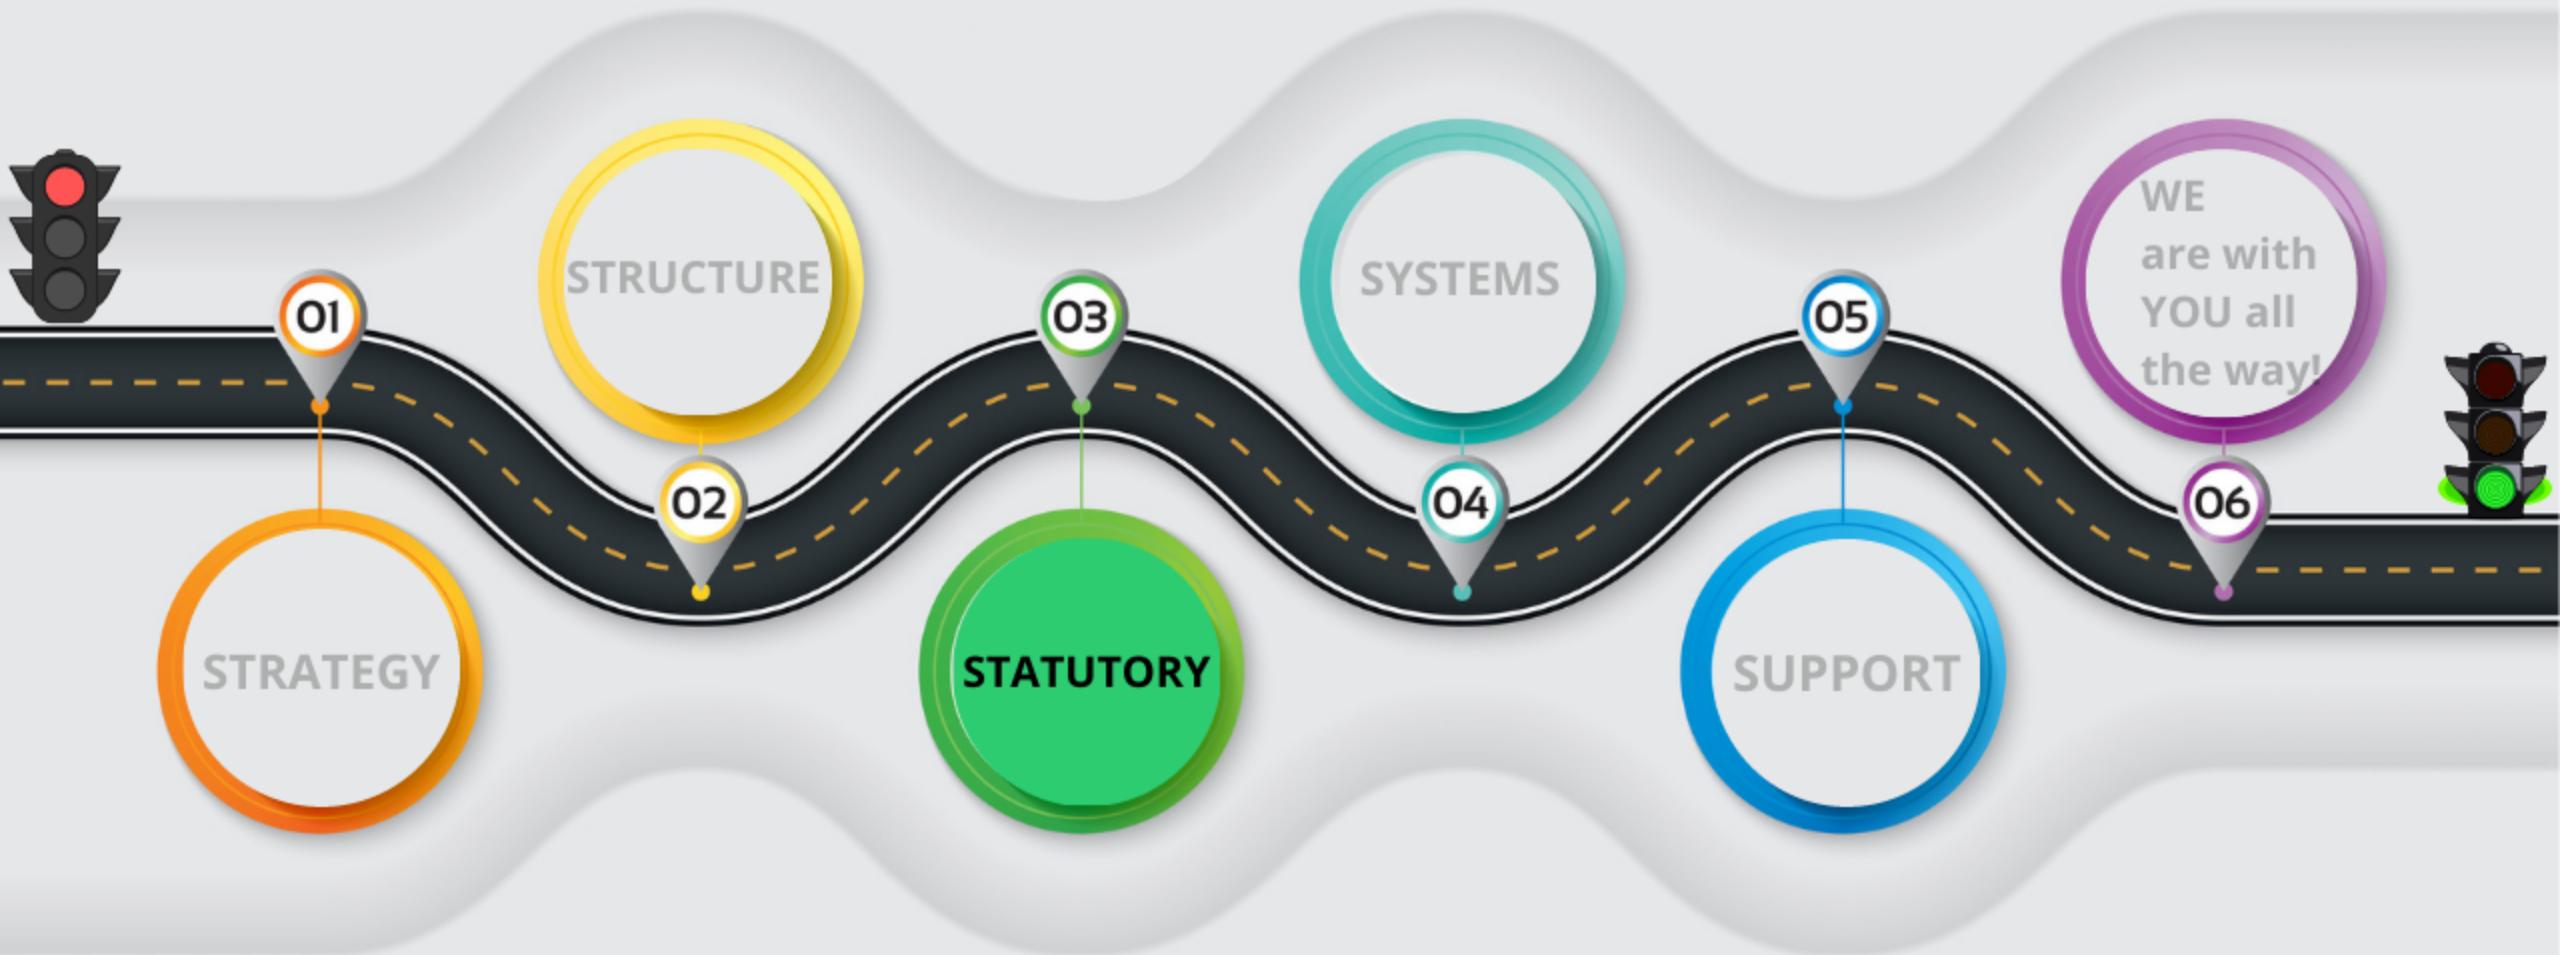 01
STRATEGY
02
STRUCTURE
03
STATUTORY
04
SYSTEMS
05
SUPPORT
06
WE
are with
YOU all
the way!